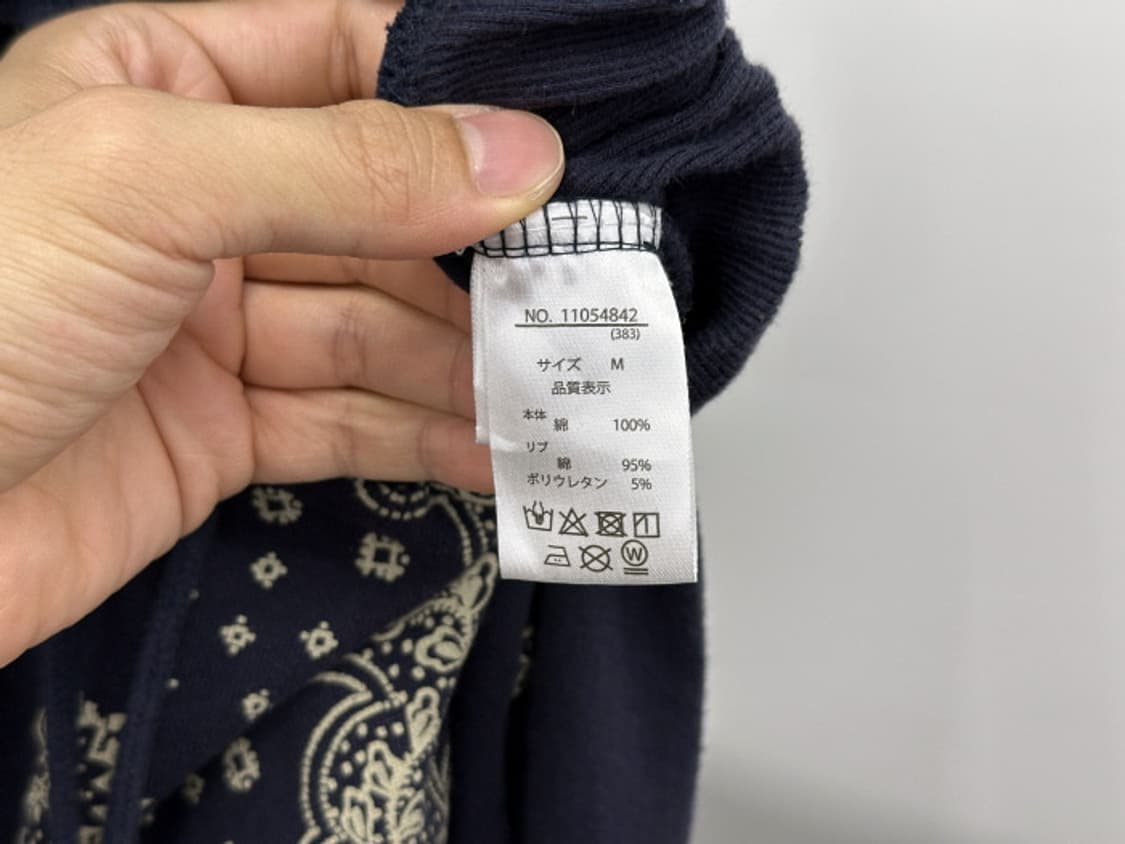 NO. 11054842
(383)
サイズ M
品質表示
本体
綿 100%
リブ
綿 95%
ポリウレタン 5%
W